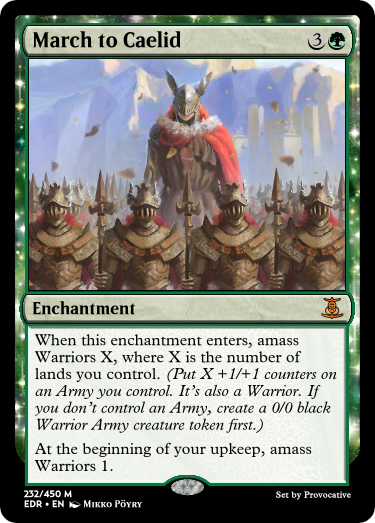 March to Caelid 3
Enchantment
When this enchantment enters, amass
Warriors X, where X is the number of
lands you control. (Put X +1/+1 counters on
an Army you control. It's also a Warrior. If
you don't control an Army, create a 0/0 black
Warrior Army creature token first.)
At the beginning of your upkeep, amass
Warriors 1.
232/450 M
EDR • EN Mikko Pöyry
Set by Provocative